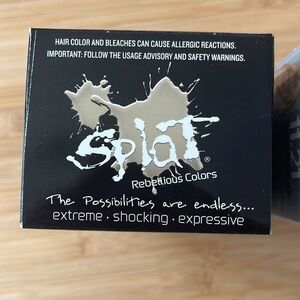 HAIR COLOR AND BLEACHES CAN CAUSE ALLERGIC REACTIONS.
IMPORTANT: FOLLOW THE USAGE ADVISORY AND SAFETY WARNINGS.
Splat®
Rebellious Colors
The Possibilities are endless...
extreme · shocking · expressive